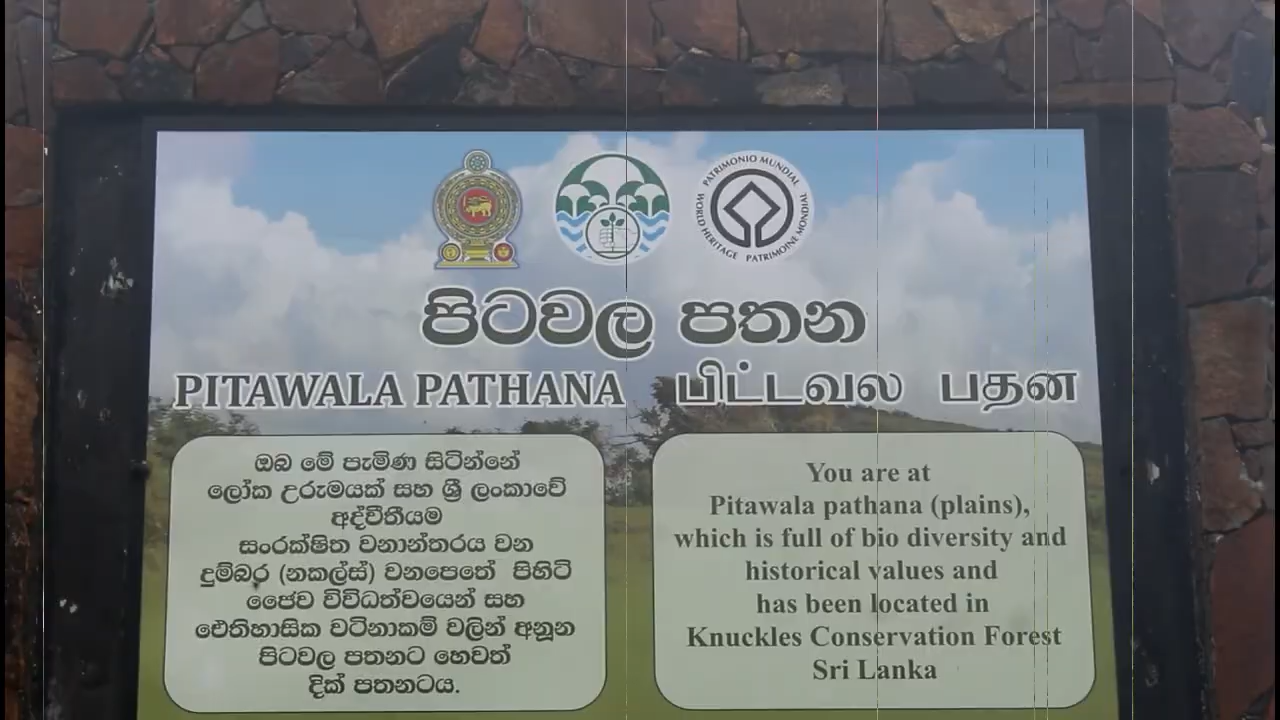 PATRIMONIO MUNDIAL
WORLD HERITAGE PATRIMOINE MONDIAL
පිටවල පතන
PITAWALA PATHANA பிட்டவல பதன
ඔබ මේ පැමිණ සිටින්නේ
ලෝක උරුමයක් සහ ශ්‍රී ලංකාවේ
අද්විතීයම
සංරක්ෂිත වනාන්තරය වන
දුම්බර (නකල්ස්) වනපෙතේ පිහිටි
ජෛව විවිධත්වයෙන් සහ
ඓතිහාසික වටිනාකම් වලින් අනූන
පිටවල පතනට හෙවත්
දික් පතනටය.
You are at
Pitawala pathana (plains),
which is full of bio diversity and
historical values and
has been located in
Knuckles Conservation Forest
Sri Lanka